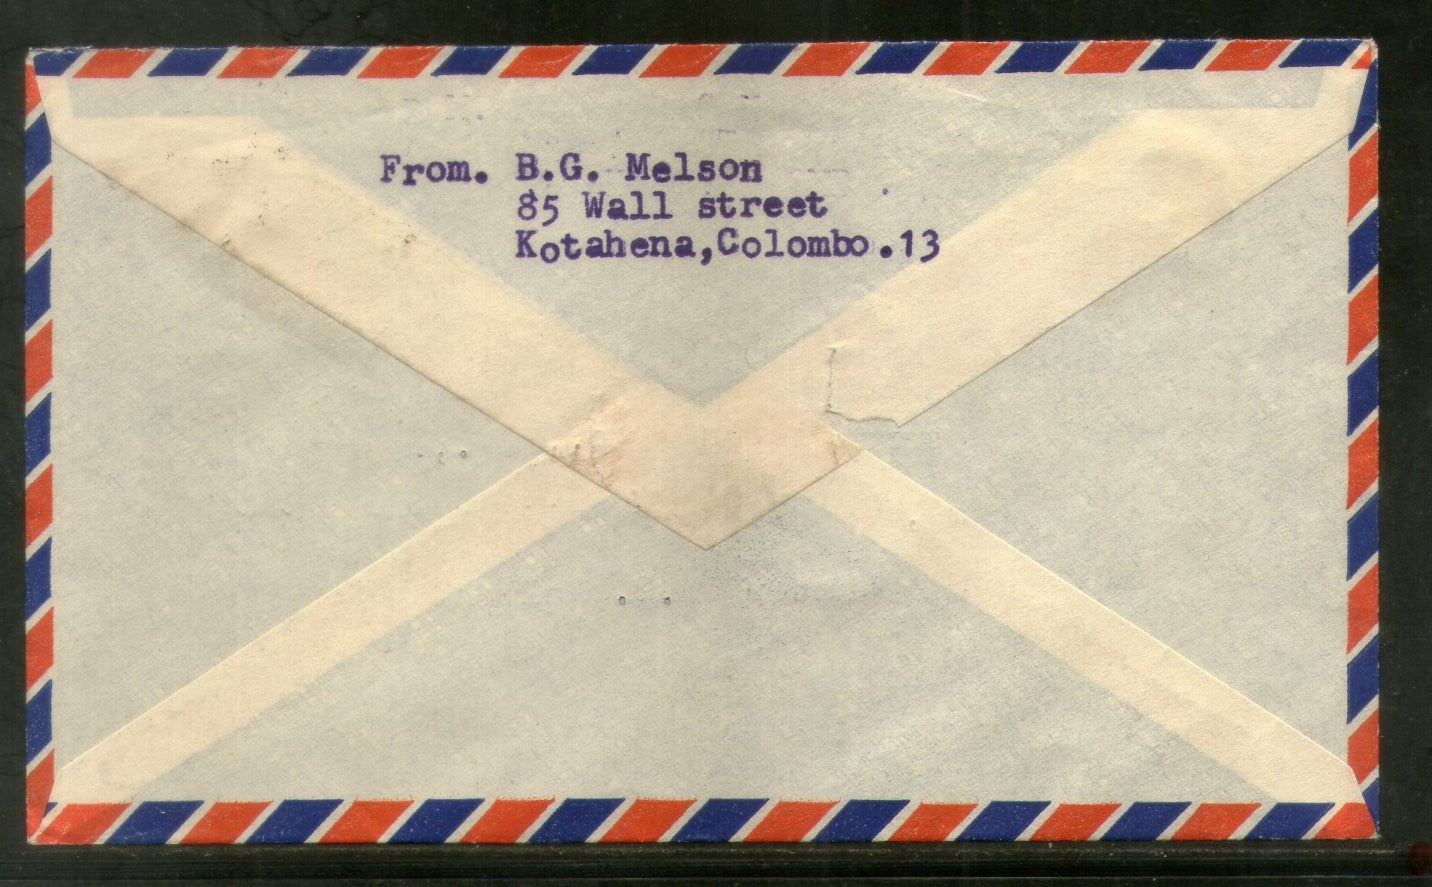 From. B.G. Melson
85 Wall street
Kotahena,Colombo.13